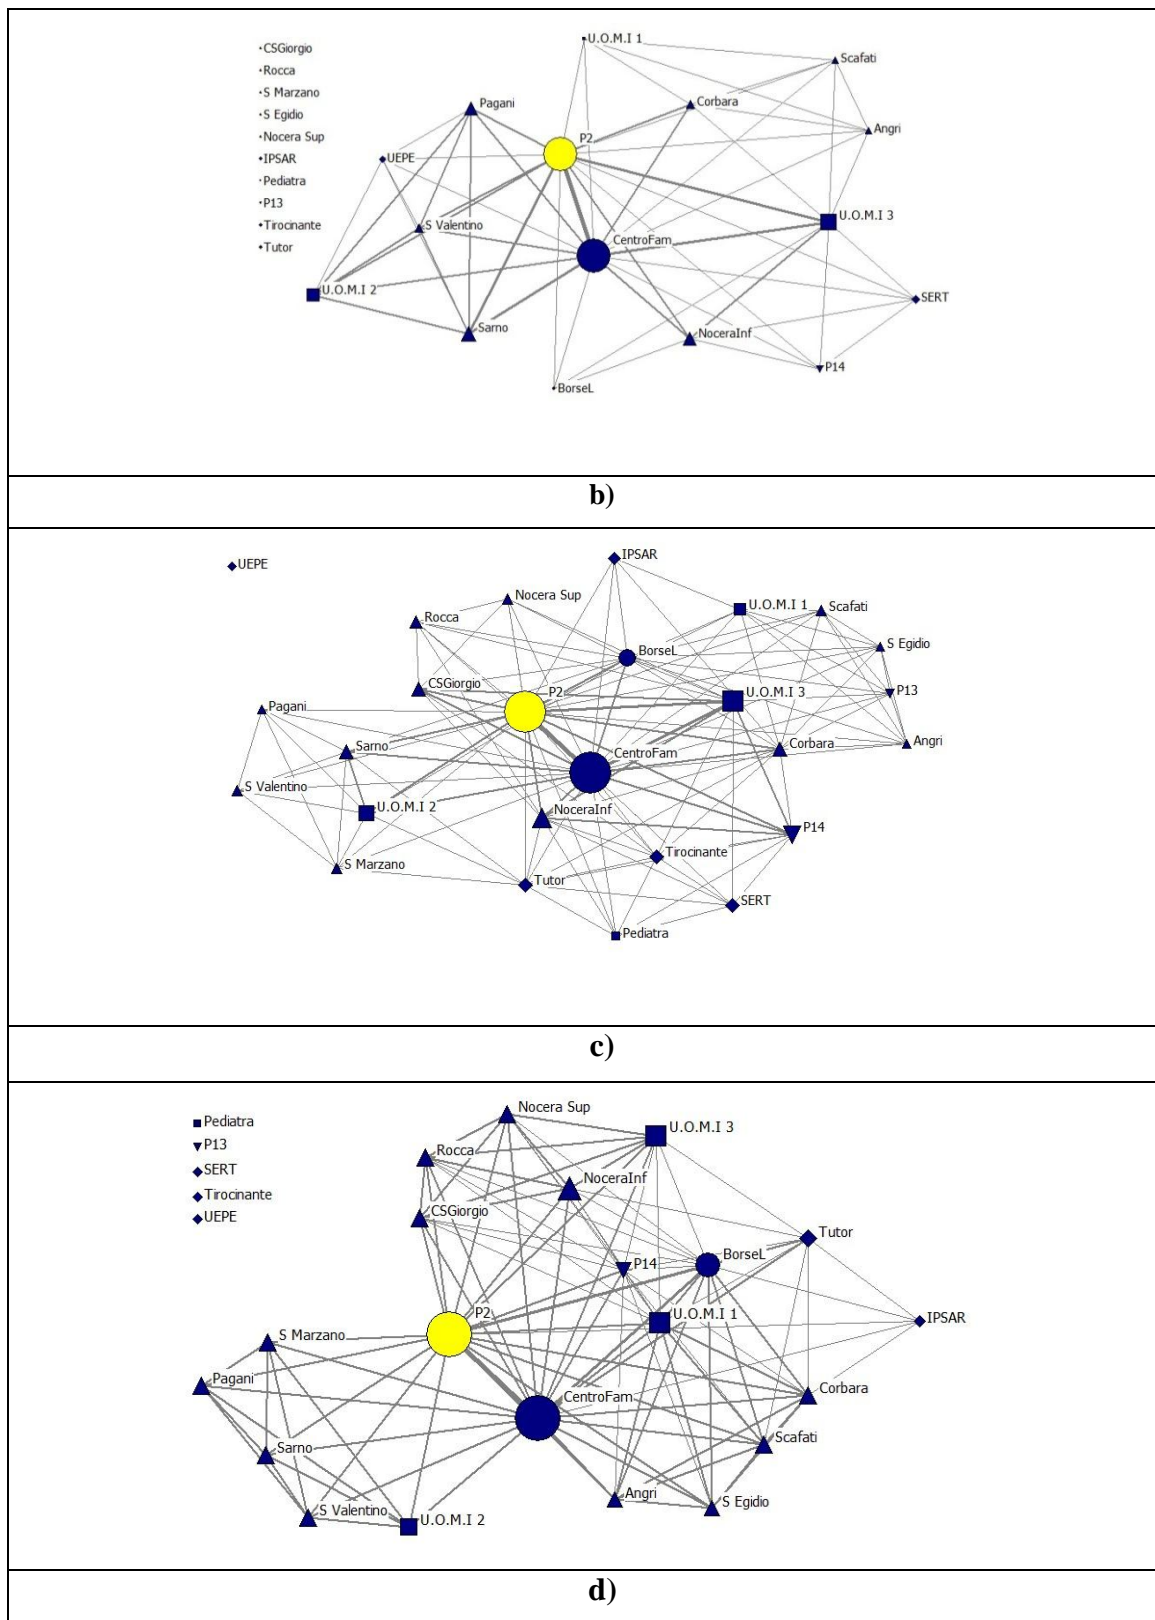 U.O.M.I 1
CSGiorgio
Scafati
Rocca
S Marzano
Pagani
Corbara
S Egidio
Angri
Nocera Sup
P2
IPSAR
UEPE
Pediatra
P13
U.O.M.I 3
Tirocinante
S Valentino
CentroFam
Tutor
U.O.M.I 2
SERT
Sarno
NoceraInf
P14
BorseL
b)
IPSAR
UEPE
Nocera Sup
U.O.M.I 1
Scafati
Rocca
S Egidio
BorseL
CSGiorgio
P2
U.O.M.I 3
P13
Pagani
Sarno
Corbara
Angri
CentroFam
S Valentino
U.O.M.I 2
NoceraInf
P14
Tirocinante
S Marzano
Tutor
SERT
Pediatra
c)
Nocera Sup
Pediatra
U.O.M.I 3
P13
Rocca
SERT
NoceraInf
Tirocinante
CSGiorgio
UEPE
Tutor
BorseL
P14
P2
U.O.M.I 1
IPSAR
S Marzano
Pagani
CentroFam
Corbara
Scafati
Sarno
Angri
S Egidio
S Valentino
U.O.M.I 2
d)